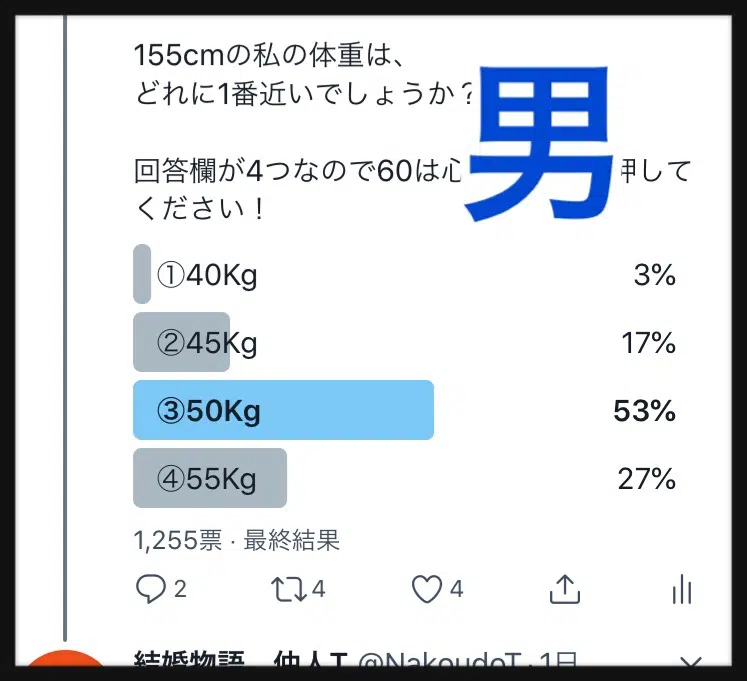 155cmの私の体重は、
どれに1番近いでしょうか?
男
回答欄が4つなので60は心 押して
ください!
①40Kg 3%
②45Kg 17%
③50Kg 53%
④55Kg 27%
1,255票 · 最終結果
2 4 4
結婚物語 仲人T @NakoudoT · 1日